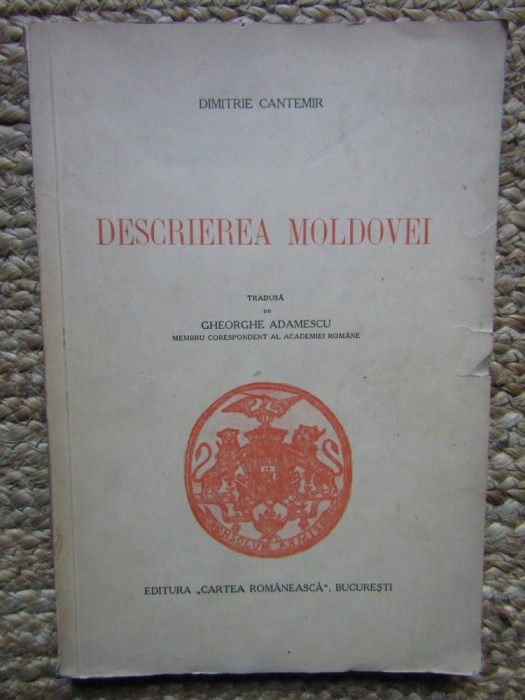 DIMITRIE CANTEMIR
DESCRIEREA MOLDOVEI
TRADUSĂ
DE
GHEORGHE ADAMESCU
MEMBRU CORESPONDENT AL ACADEMIEI ROMÂNE
EDITURA „CARTEA ROMÂNEASCĂ“, BUCUREȘTI